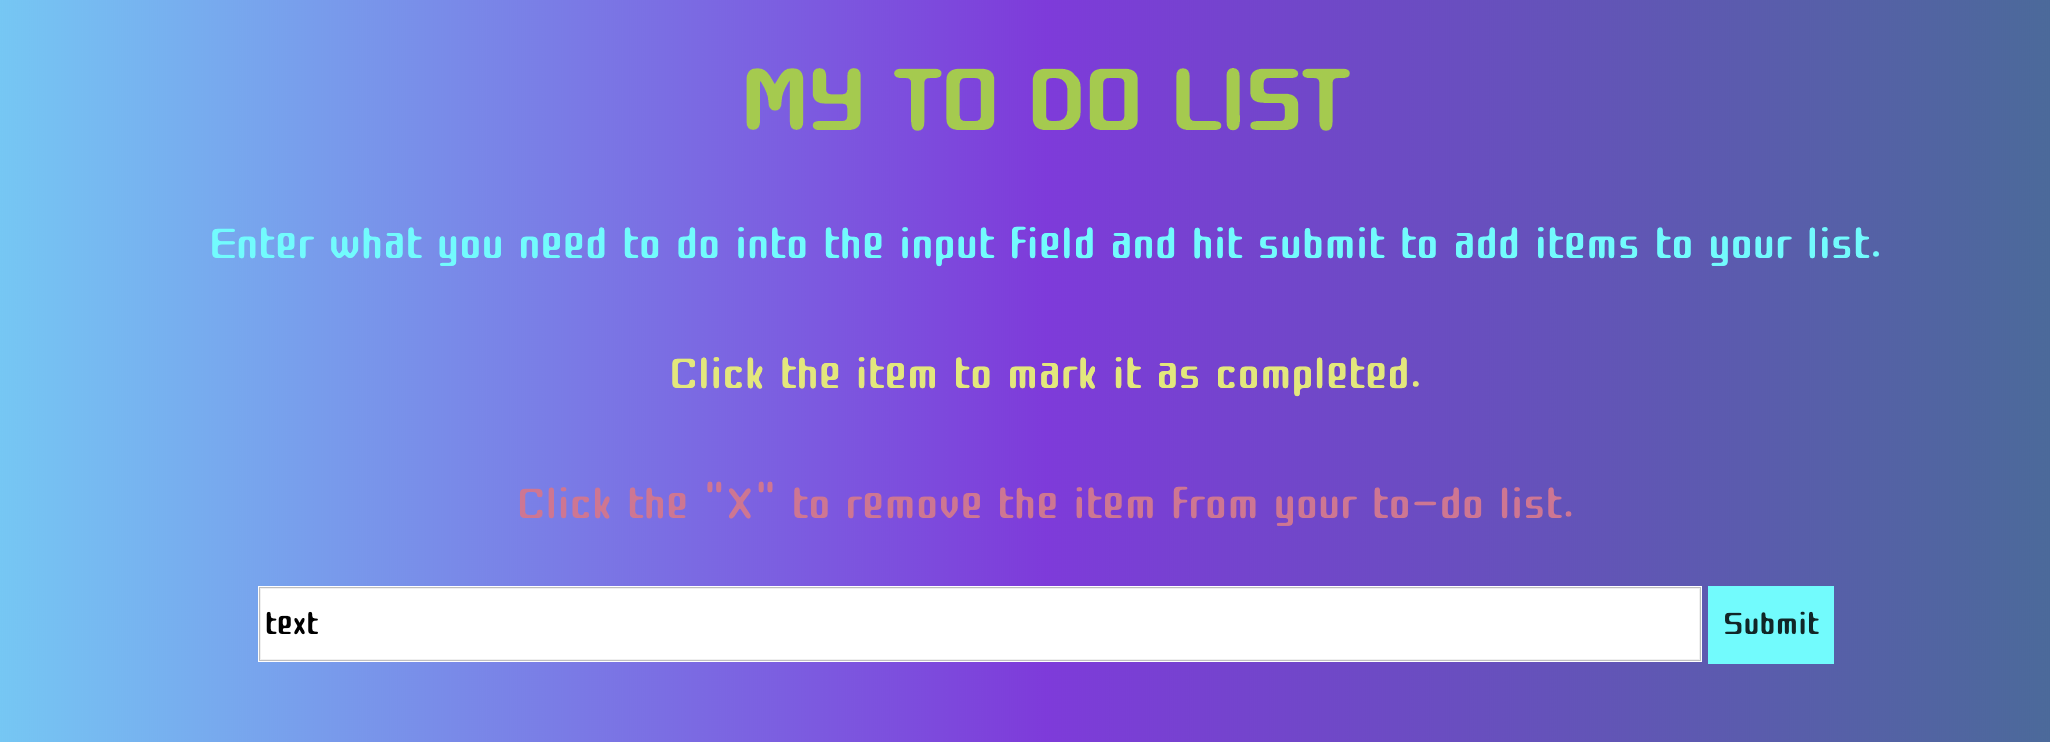 MY TO DO LIST
Enter what you need to do into the input field and hit submit to add items to your list.
Click the item to mark it as completed.
Click the "X" to remove the item from your to-do list.
text
Submit